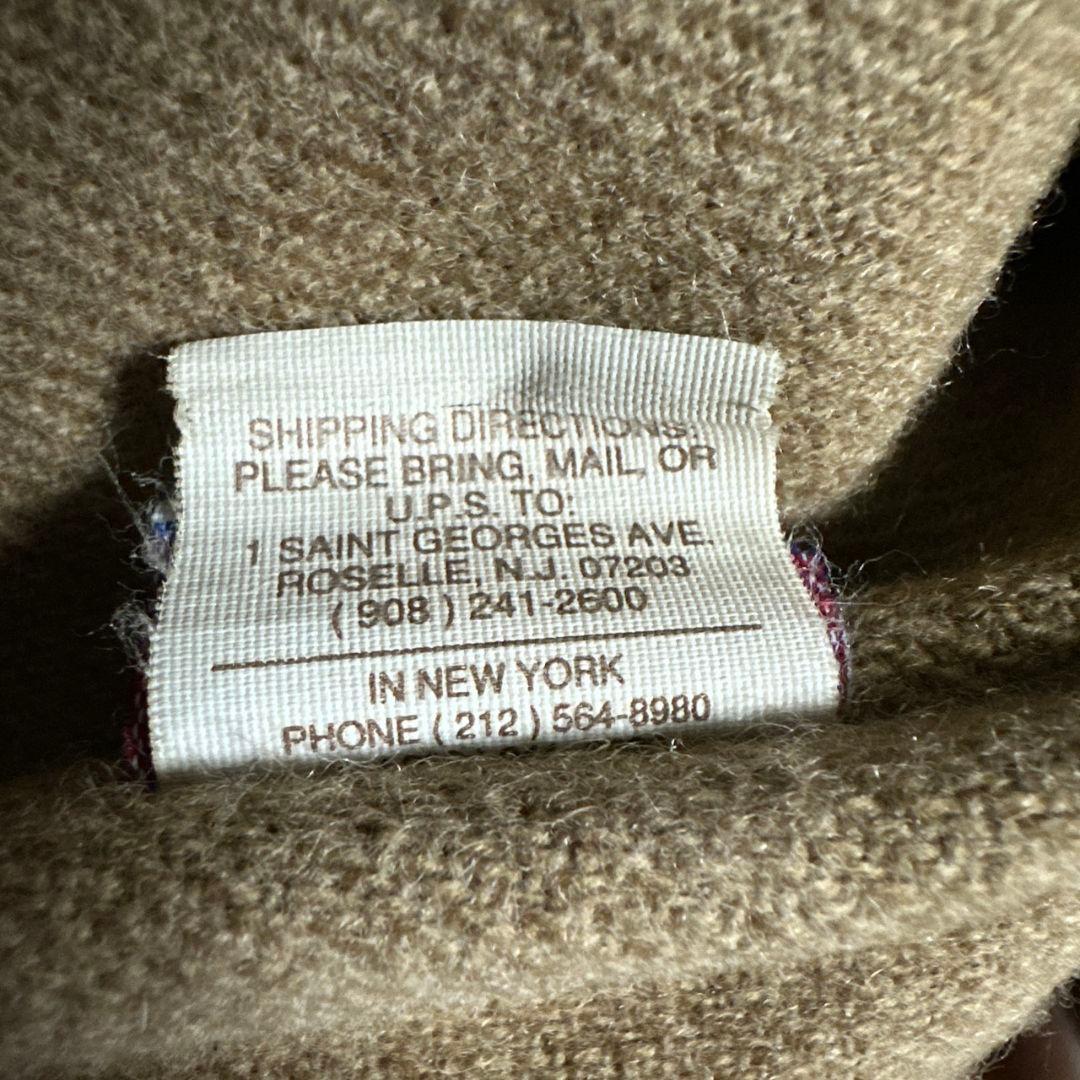 SHIPPING DIRECTIONS:
PLEASE BRING, MAIL, OR
U.P.S. TO:
1 SAINT GEORGES AVE.
ROSELLE, N.J. 07203
( 908 ) 241-2600
IN NEW YORK
PHONE ( 212 ) 564-8980